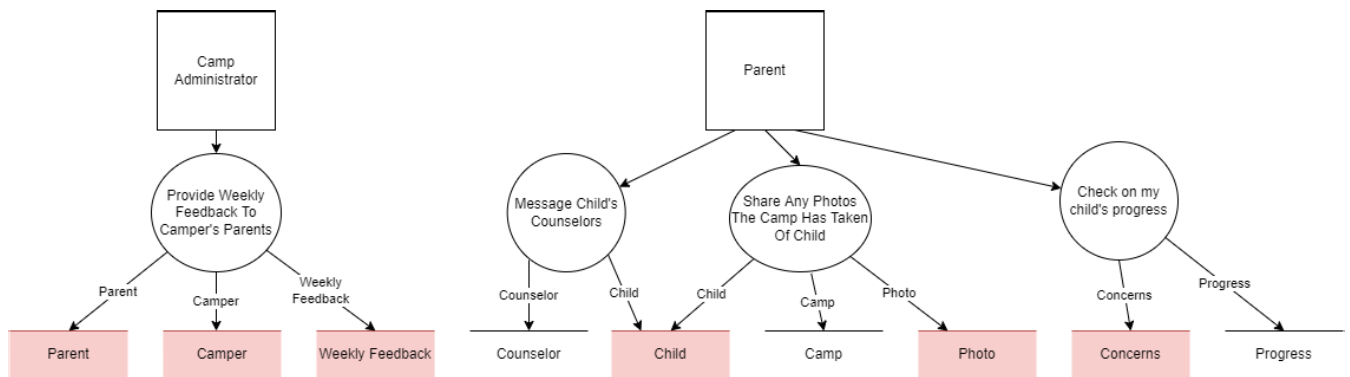 Camp
Administrator
Parent
Provide Weekly
Feedback To
Camper's Parents
Message Child's
Counselors
Share Any Photos
The Camp Has Taken
Of Child
Check on my
child's progress
Parent
Camper
Weekly
Feedback
Counselor
Child
Child
Camp
Photo
Concerns
Progress
Parent
Camper
Weekly Feedback
Counselor
Child
Camp
Photo
Concerns
Progress